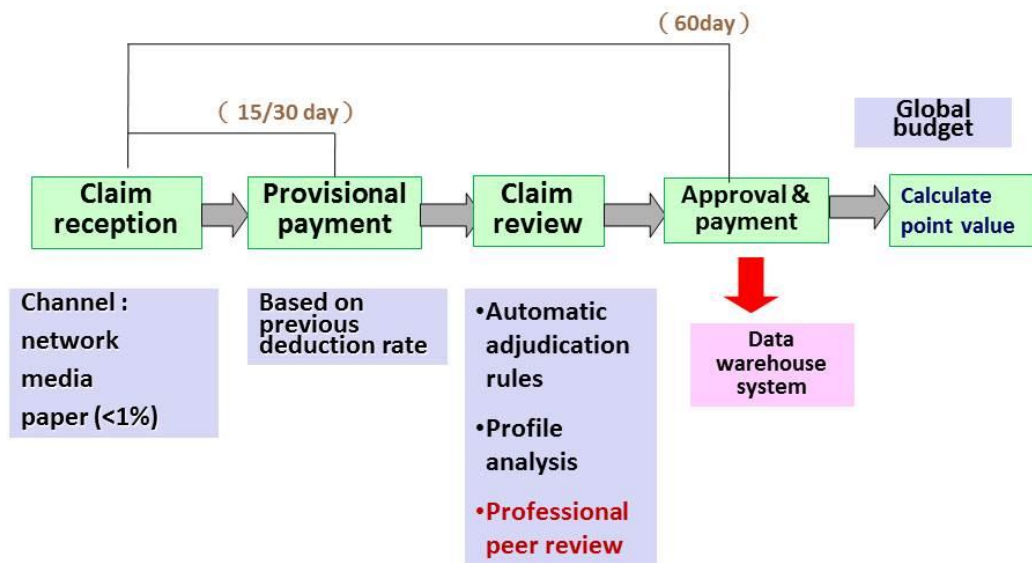 ( 60day )
( 15/30 day )
Global
budget
Claim
reception
Provisional
payment
Claim
review
Approval &
payment
Calculate
point value
Channel :
network
media
paper (<1%)
Based on
previous
deduction rate
•Automatic
adjudication
rules
•Profile
analysis
•Professional
peer review
Data
warehouse
system